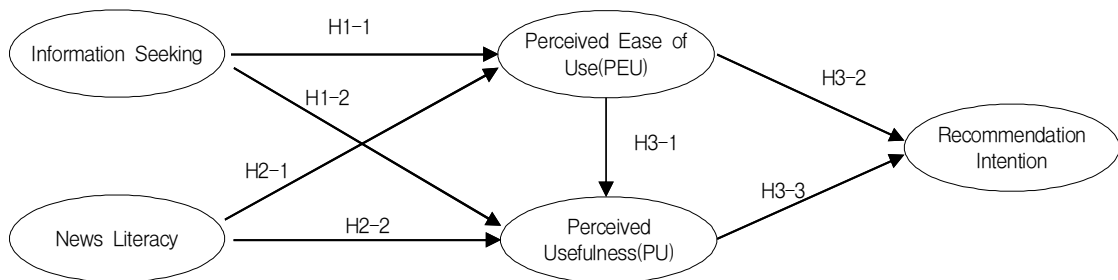 H1-1
Information Seeking
Perceived Ease of
Use(PEU)
H3-2
H1-2
Recommendation
Intention
H3-1
H2-1
H3-3
News Literacy
H2-2
Perceived
Usefulness(PU)